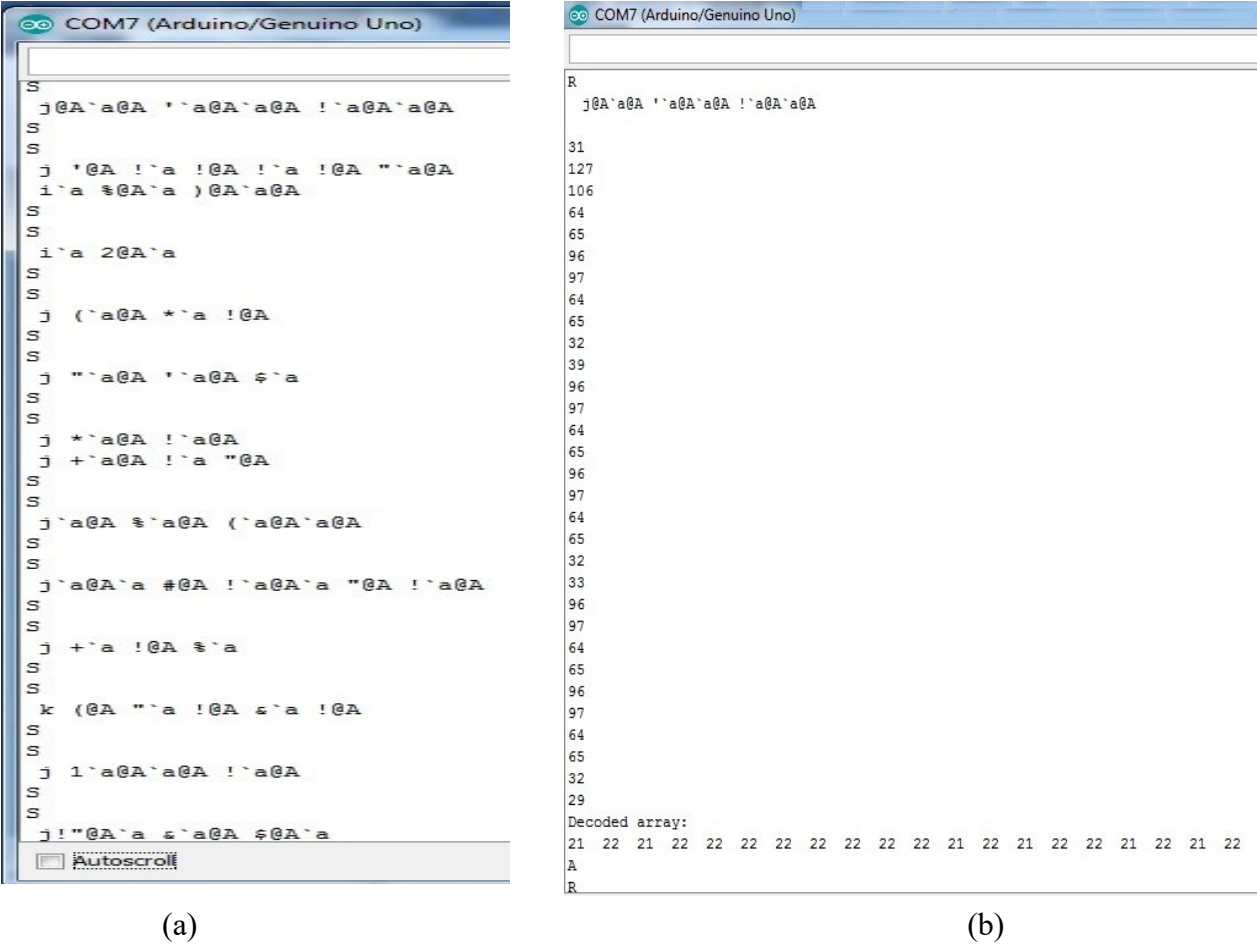 COM7 (Arduino/Genuino Uno)
S
j@A`a@A '`a@A`a@A !`a@A`a@A
S
S
j '@A !`a !@A !`a !@A "`a@A
i`a %@A`a )@A`a@A
S
S
i`a 2@A`a
S
S
j (`a@A *`a !@A
S
S
j "`a@A '`a@A $`a
S
S
j *`a@A !`a@A
j +`a@A !`a "@A
S
S
j`a@A %`a@A (`a@A`a@A
S
S
j`a@A`a #@A !`a@A`a "@A !`a@A
S
S
j +`a !@A %`a
S
S
k (@A "`a !@A &`a !@A
S
S
j 1`a@A`a@A !`a@A
S
S
j!"@A`a &`a@A $@A`a
Autoscroll
(a)
COM7 (Arduino/Genuino Uno)
R
j@A`a@A '`a@A`a@A !`a@A`a@A
31
127
106
64
65
96
97
64
65
32
39
96
97
64
65
96
97
64
65
32
33
96
97
64
65
96
97
64
65
32
29
Decoded array:
21 22 21 22 22 22 22 22 22 22 22 21 22 21 22 22 21 22 21 22
A
R
(b)